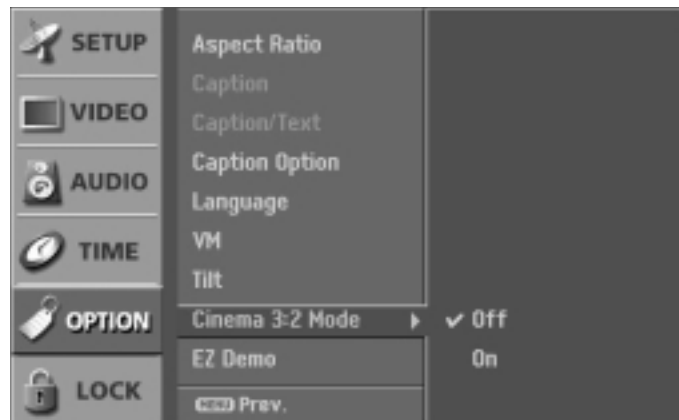 SETUP
VIDEO
AUDIO
TIME
OPTION
LOCK
Aspect Ratio
Caption
Caption/Text
Caption Option
Language
VM
Tilt
Cinema 3:2 Mode
EZ Demo
MENU Prev.
Off
On